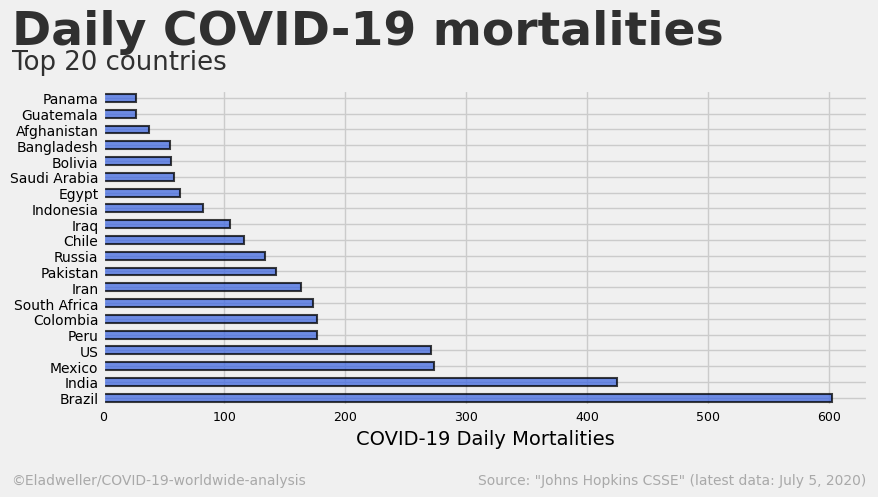 Daily COVID-19 mortalities
Top 20 countries
Panama
Guatemala
Afghanistan
Bangladesh
Bolivia
Saudi Arabia
Egypt
Indonesia
Iraq
Chile
Russia
Pakistan
Iran
South Africa
Colombia
Peru
US
Mexico
India
Brazil
0 100 200 300 400 500 600
COVID-19 Daily Mortalities
©Eladweller/COVID-19-worldwide-analysis
Source: "Johns Hopkins CSSE" (latest data: July 5, 2020)